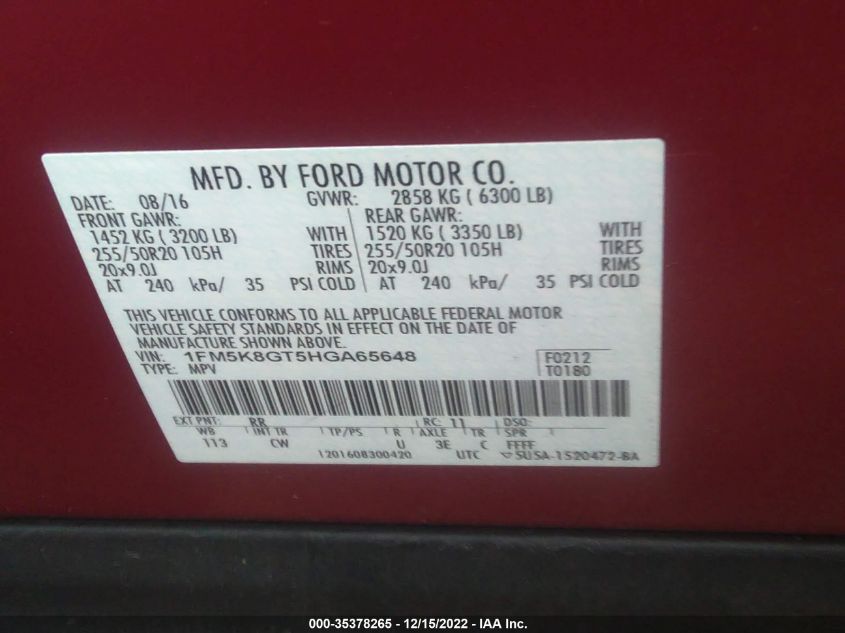 MFD. BY FORD MOTOR CO.
DATE: 08/16 GVWR: 2858 KG ( 6300 LB)
FRONT GAWR: REAR GAWR:
1452 KG ( 3200 LB) WITH 1520 KG ( 3350 LB) WITH
255/50R20 105H TIRES 255/50R20 105H TIRES
20x9.0J RIMS 20x9.0J RIMS
AT 240 kPa/ 35 PSI COLD AT 240 kPa/ 35 PSI COLD
THIS VEHICLE CONFORMS TO ALL APPLICABLE FEDERAL MOTOR
VEHICLE SAFETY STANDARDS IN EFFECT ON THE DATE OF
MANUFACTURE SHOWN ABOVE.
VIN: 1FM5K8GT5HGA65648 F0212
TYPE: MPV T0180
EXT PNT: RR RC: 11 DSO:
WB INT TR TP/PS R AXLE TR SPR
113 CW U 3E C FFFF
1201608300420 UTC 5U5A-1520472-BA
000-35378265 - 12/15/2022 - IAA Inc.